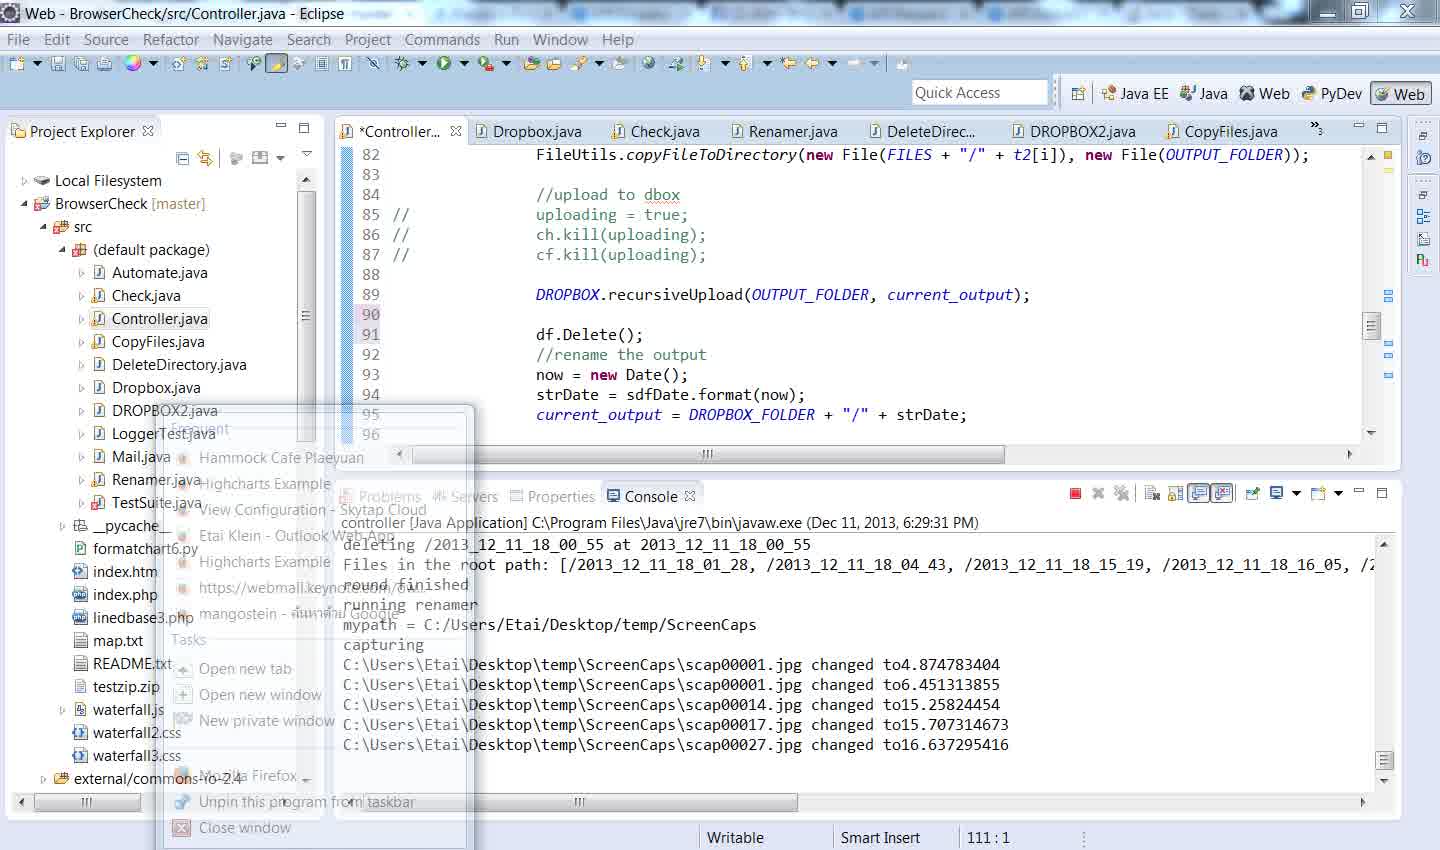 Web - BrowserCheck/src/Controller.java - Eclipse
File Edit Source Refactor Navigate Search Project Commands Run Window Help
Quick Access
Java EE Java Web PyDev Web
Project Explorer
Local Filesystem
BrowserCheck [master]
src
(default package)
Automate.java
Check.java
Controller.java
CopyFiles.java
DeleteDirectory.java
Dropbox.java
DROPBOX2.java
LoggerTest.java
Mail.java
Renamer.java
TestSuite.java
__pycache__
formatchart6.py
index.htm
index.php
linedbase3.php
map.txt
README.txt
testzip.zip
waterfall.js
waterfall2.css
waterfall3.css
external/commons-io-2.4
*Controller... Dropbox.java Check.java Renamer.java DeleteDirec... DROPBOX2.java CopyFiles.java »3
82 FileUtils.copyFileToDirectory(new File(FILES + "/" + t2[i]), new File(OUTPUT_FOLDER));
83
84 //upload to dbox
85 // uploading = true;
86 // ch.kill(uploading);
87 // cf.kill(uploading);
88
89 DROPBOX.recursiveUpload(OUTPUT_FOLDER, current_output);
90
91 df.Delete();
92 //rename the output
93 now = new Date();
94 strDate = sdfDate.format(now);
95 current_output = DROPBOX_FOLDER + "/" + strDate;
96
Problems Servers Properties Console
controller [Java Application] C:\Program Files\Java\jre7\bin\javaw.exe (Dec 11, 2013, 6:29:31 PM)
deleting /2013_12_11_18_00_55 at 2013_12_11_18_00_55
Files in the root path: [/2013_12_11_18_01_28, /2013_12_11_18_04_43, /2013_12_11_18_15_19, /2013_12_11_18_16_05, /2
round finished
running renamer
mypath = C:/Users/Etai/Desktop/temp/ScreenCaps
capturing
C:\Users\Etai\Desktop\temp\ScreenCaps\scap00001.jpg changed to4.874783404
C:\Users\Etai\Desktop\temp\ScreenCaps\scap00001.jpg changed to6.451313855
C:\Users\Etai\Desktop\temp\ScreenCaps\scap00014.jpg changed to15.25824454
C:\Users\Etai\Desktop\temp\ScreenCaps\scap00017.jpg changed to15.707314673
C:\Users\Etai\Desktop\temp\ScreenCaps\scap00027.jpg changed to16.637295416
Frequent
Hammock Cafe Plaeyuan
Highcharts Example
View Configuration - Skytap Cloud
Etai Klein - Outlook Web App
Highcharts Example
https://webmail.keynote.com/ow...
mangostein - ค้นหาด้วย Google
Tasks
Open new tab
Open new window
New private window
Mozilla Firefox
Unpin this program from taskbar
Close window
Writable Smart Insert 111 : 1